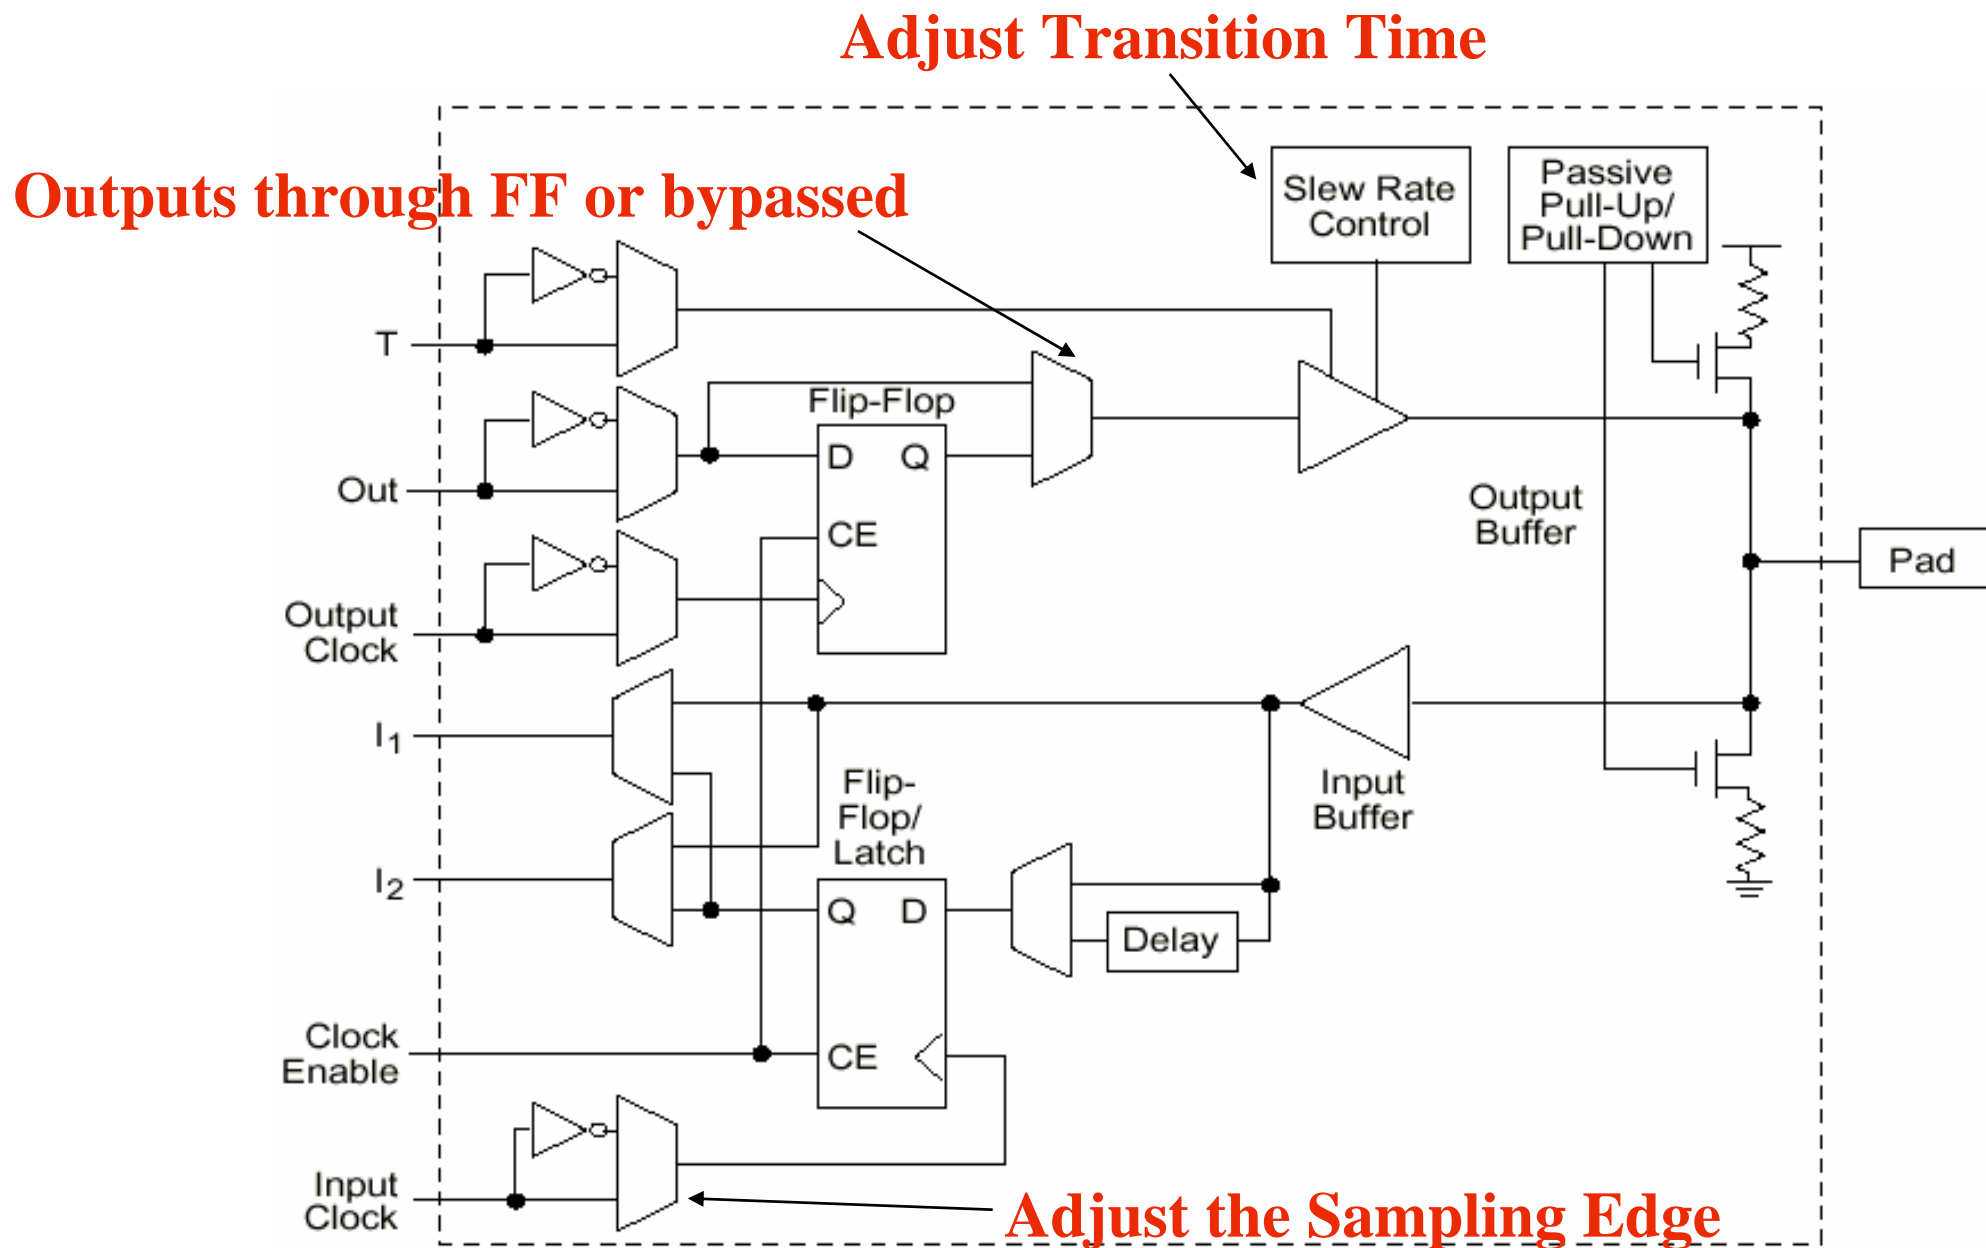 Adjust Transition Time
Outputs through FF or bypassed
Slew Rate
Control
Passive
Pull-Up/
Pull-Down
T
Flip-Flop
D Q
Out
CE
Output
Buffer
Output
Clock
Pad
I1
Flip-
Flop/
Latch
Input
Buffer
I2
Q D
Delay
Clock
Enable
CE
Input
Clock
Adjust the Sampling Edge